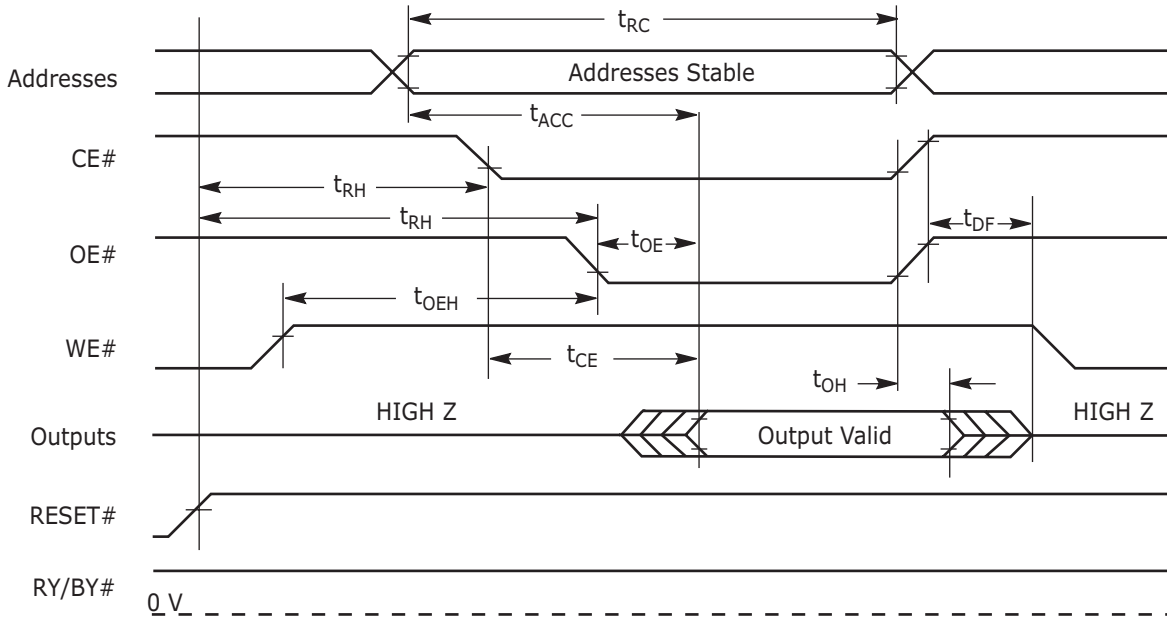 tRC
Addresses
Addresses Stable
tACC
CE#
tRH
tRH
tDF
OE#
tOE
tOEH
WE#
tCE
tOH
HIGH Z
HIGH Z
Outputs
Output Valid
RESET#
RY/BY#
0 V